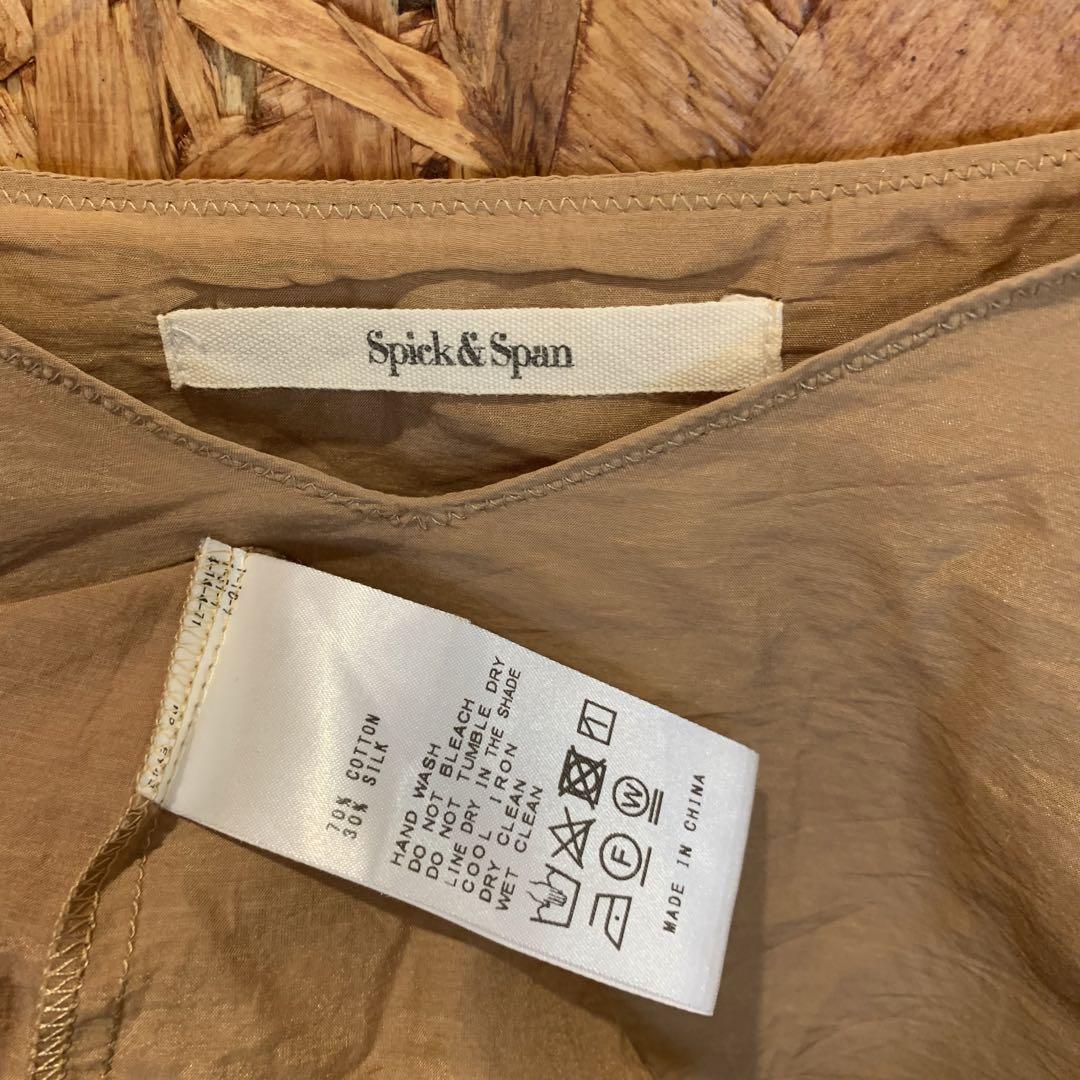 Spick & Span
70% COTTON
30% SILK
HAND WASH
DO NOT BLEACH
DO NOT TUMBLE DRY
LINE DRY IN THE SHADE
COOL IRON
DRY CLEAN
WET CLEAN
W
F
MADE IN CHINA